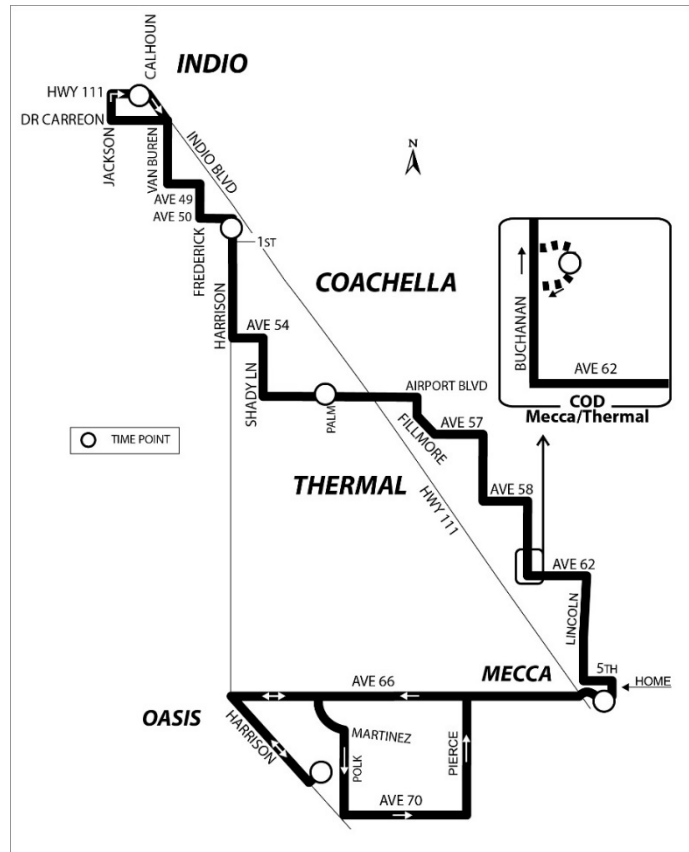 CALHOUN
INDIO
HWY 111
DR CARREON
JACKSON
VAN BUREN
INDIO BLVD
N
AVE 49
AVE 50
FREDERICK
1ST
HARRISON
COACHELLA
AVE 54
SHADY LN
PALM
AIRPORT BLVD
FILLMORE
AVE 57
BUCHANAN
AVE 62
COD
Mecca/Thermal
TIME POINT
THERMAL
HWY 111
AVE 58
AVE 62
LINCOLN
MECCA
5TH
HOME
AVE 66
OASIS
HARRISON
MARTINEZ
POLK
PIERCE
AVE 70